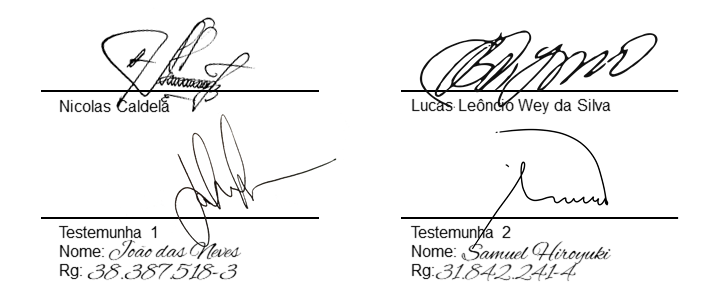 Nicolas Caldelã
Lucas Leôncio Wey da Silva
Testemunha 1
Nome: João das Neves
Rg: 38.387.518-3
Testemunha 2
Nome: Samuel Hiroyuki
Rg: 31.842.241-4